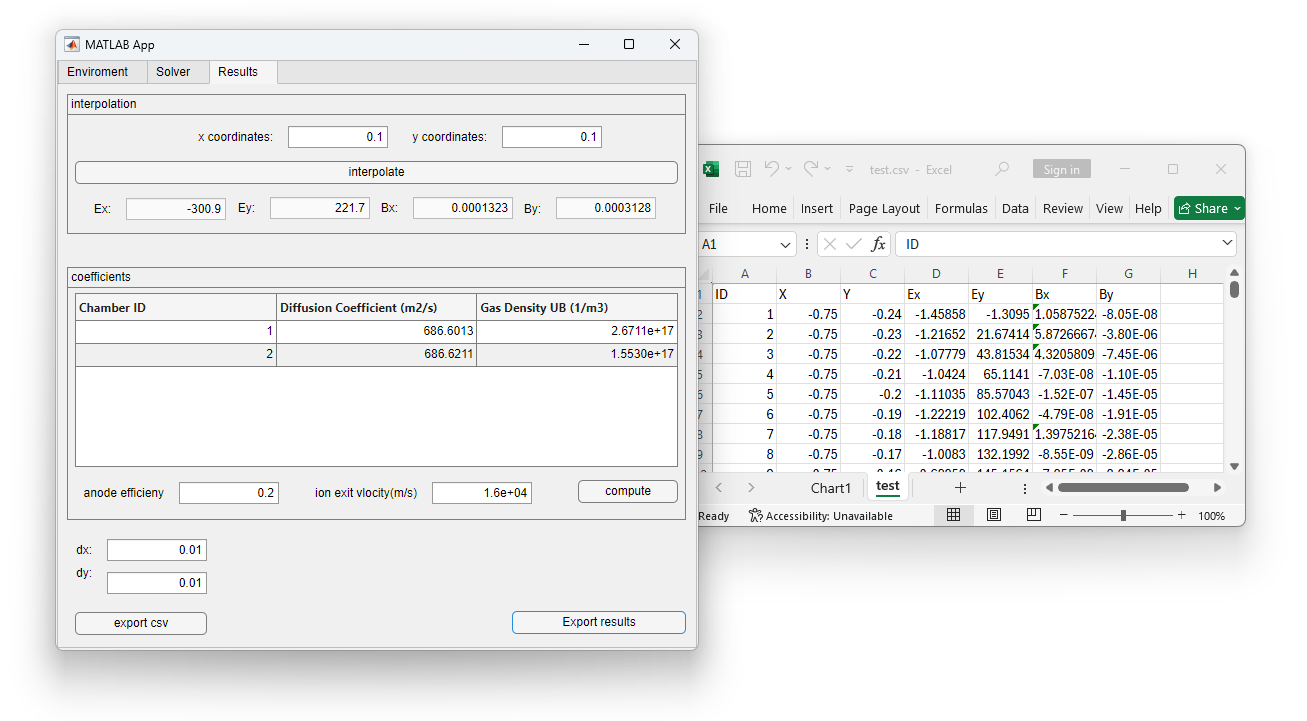 MATLAB App
Enviroment Solver Results
interpolation
x coordinates: 0.1 y coordinates: 0.1
interpolate
Ex: -300.9 Ey: 221.7 Bx: 0.0001323 By: 0.0003128
coefficients
Chamber ID Diffusion Coefficient (m2/s) Gas Density UB (1/m3)
1 686.6013 2.6711e+17
2 686.6211 1.5530e+17
anode efficieny 0.2 ion exit vlocity(m/s) 1.6e+04 compute
dx: 0.01
dy: 0.01
export csv Export results
test.csv - Excel Sign in
File Home Insert Page Layout Formulas Data Review View Help Share
A1 fx ID
A B C D E F G H
1 ID X Y Ex Ey Bx By
2 1 -0.75 -0.24 -1.45858 -1.3095 1.0587522 -8.05E-08
3 2 -0.75 -0.23 -1.21652 21.67414 5.8726667 -3.80E-06
4 3 -0.75 -0.22 -1.07779 43.81534 4.3205809 -7.45E-06
5 4 -0.75 -0.21 -1.0424 65.1141 -7.03E-08 -1.10E-05
6 5 -0.75 -0.2 -1.11035 85.57043 -1.52E-07 -1.45E-05
7 6 -0.75 -0.19 -1.22219 102.4062 -4.79E-08 -1.91E-05
8 7 -0.75 -0.18 -1.18817 117.9491 1.3975216 -2.38E-05
9 8 -0.75 -0.17 -1.0083 132.1992 -8.55E-09 -2.86E-05
Chart1 test
Ready Accessibility: Unavailable 100%